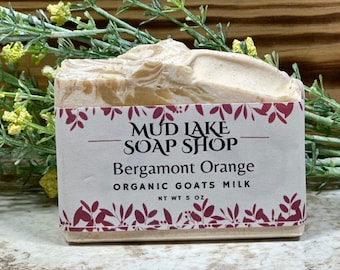 MUD LAKE
SOAP SHOP
Bergamont Orange
ORGANIC GOATS MILK
NT WT 5 OZ